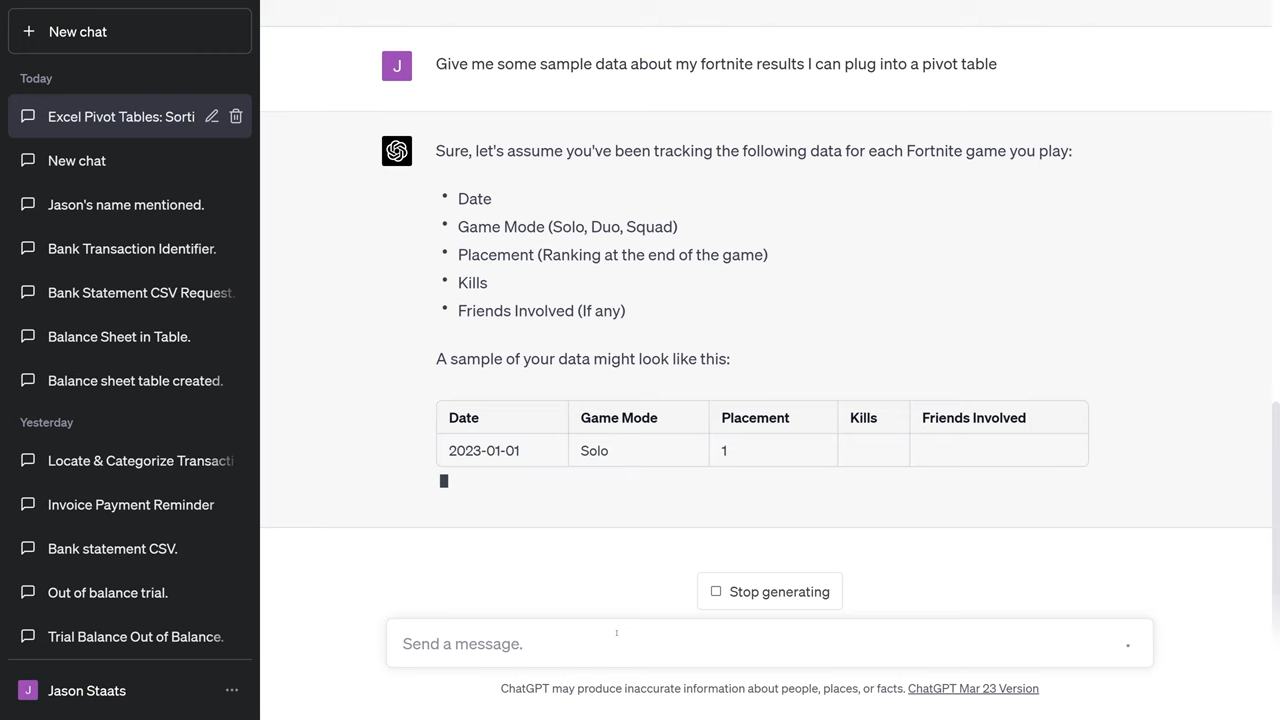 New chat
Today
Excel Pivot Tables: Sorti
New chat
Jason's name mentioned.
Bank Transaction Identifier.
Bank Statement CSV Request.
Balance Sheet in Table.
Balance sheet table created.
Yesterday
Locate & Categorize Transacti
Invoice Payment Reminder
Bank statement CSV.
Out of balance trial.
Trial Balance Out of Balance.
J Jason Staats
J Give me some sample data about my fortnite results I can plug into a pivot table
Sure, let's assume you've been tracking the following data for each Fortnite game you play:
• Date
• Game Mode (Solo, Duo, Squad)
• Placement (Ranking at the end of the game)
• Kills
• Friends Involved (If any)
A sample of your data might look like this:
Date Game Mode Placement Kills Friends Involved
2023-01-01 Solo 1
Stop generating
Send a message.
ChatGPT may produce inaccurate information about people, places, or facts. ChatGPT Mar 23 Version